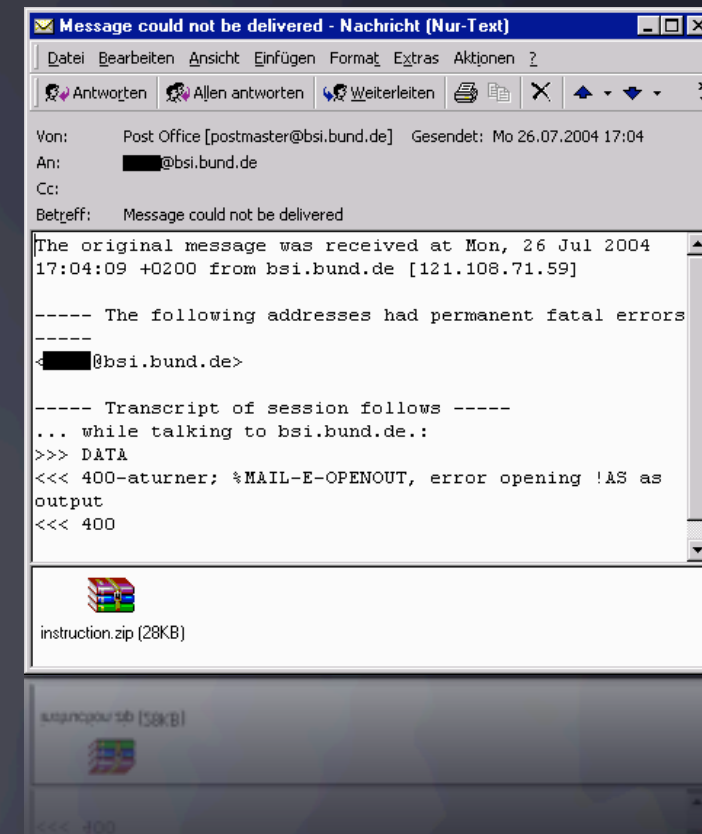 Message could not be delivered - Nachricht (Nur-Text)
Datei Bearbeiten Ansicht Einfügen Format Extras Aktionen ?
Antworten Allen antworten Weiterleiten
Von: Post Office [postmaster@bsi.bund.de] Gesendet: Mo 26.07.2004 17:04
An: @bsi.bund.de
Cc:
Betreff: Message could not be delivered
The original message was received at Mon, 26 Jul 2004
17:04:09 +0200 from bsi.bund.de [121.108.71.59]
----- The following addresses had permanent fatal errors
-----
<@bsi.bund.de>
----- Transcript of session follows -----
... while talking to bsi.bund.de.:
>>> DATA
<<< 400-aturner; %MAIL-E-OPENOUT, error opening !AS as
output
<<< 400
instruction.zip (28KB)